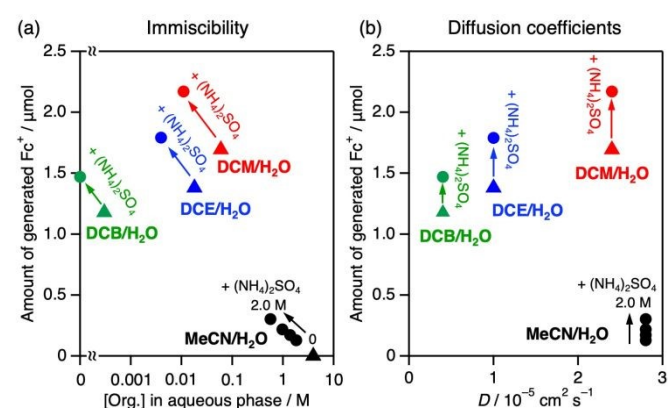 (a) Immiscibility
Amount of generated Fc⁺ / μmol
2.5
2.0
1.5
1.0
0.5
0
+ (NH₄)₂SO₄
+ (NH₄)₂SO₄
+ (NH₄)₂SO₄
DCM/H₂O
DCE/H₂O
DCB/H₂O
+ (NH₄)₂SO₄
2.0 M
0
MeCN/H₂O
0 0.001 0.01 0.1 1 10
[Org.] in aqueous phase / M
(b) Diffusion coefficients
Amount of generated Fc⁺ / μmol
2.5
2.0
1.5
1.0
0.5
0
+ (NH₄)₂SO₄
+ (NH₄)₂SO₄
+ (NH₄)₂SO₄
DCM/H₂O
DCE/H₂O
DCB/H₂O
+ (NH₄)₂SO₄
2.0 M
MeCN/H₂O
0 1 2 3
D / 10⁻⁵ cm² s⁻¹